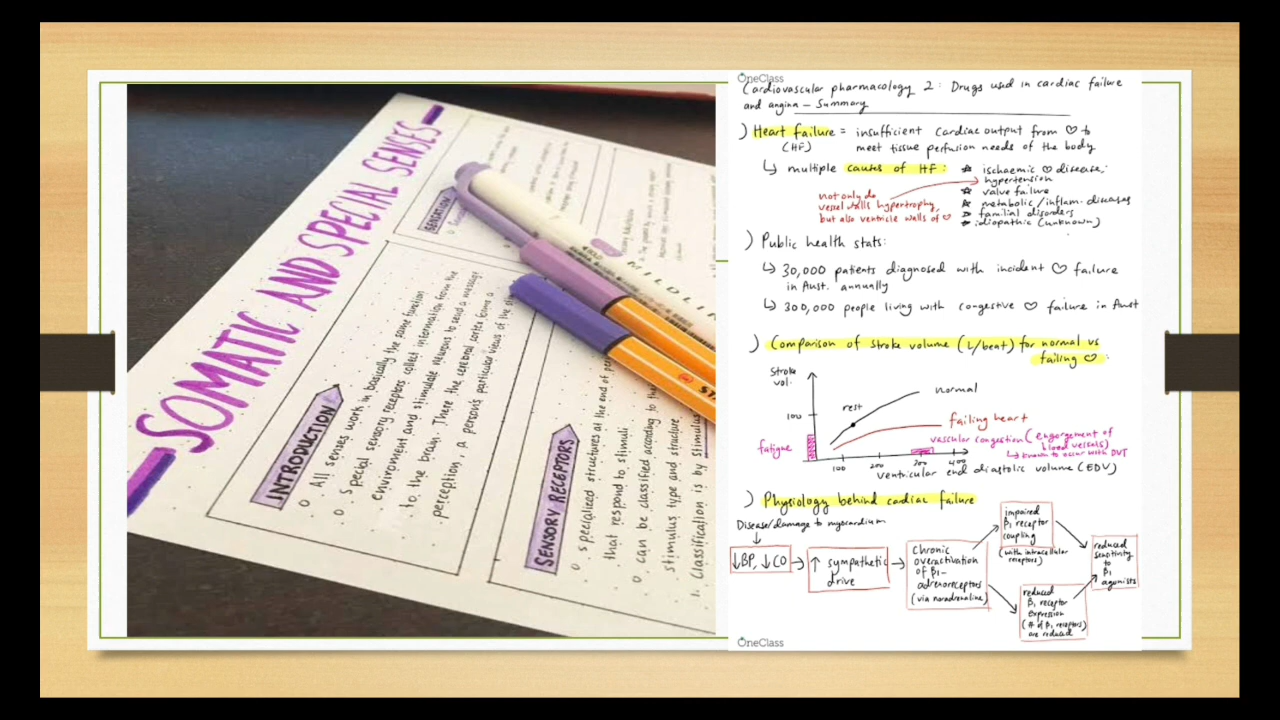 SOMATIC AND SPECIAL SENSES
INTRODUCTION
All senses work in basically the same function
Special sensory receptors collect information from the
environment and stimulate neurons to send a message
to the brain. There the cerebral cortex forms a
perception, a person's particular views of the
SENSATION
SENSORY RECEPTORS
specialized structures at the end of
that respond to stimuli
can be classified according to
stimulus type and structure
1. Classification is by stimulus
OneClass
Cardiovascular pharmacology 2: Drugs used in cardiac failure
and angina – Summary
) Heart failure = insufficient cardiac output from ♡ to
(HF) meet tissue perfusion needs of the body
↳ multiple causes of HF: ★ ischaemic ♡ disease;
hypertension
★ valve failure
★ metabolic/inflam. diseases
★ familial disorders
★ idiopathic (unknown)
not only do
vessel walls hypertrophy,
but also ventricle walls of ♡
) Public health stats:
↳ 30,000 patients diagnosed with incident ♡ failure
in Aust. annually
↳ 300,000 people living with congestive ♡ failure in Aust
) Comparison of stroke volume (L/beat) for normal vs
failing ♡:
stroke
vol.
normal
rest
100
failing heart
fatigue
vascular congestion (engorgement of
blood vessels)
↳ known to occur with DVT
100 200 300 400
ventricular end diastolic volume (EDV)
) Physiology behind cardiac failure
Disease/damage to myocardium
↓
↓BP, ↓CO → ↑ sympathetic
drive →
chronic
overactivation
of β1-
adrenoreceptors
(via noradrenaline)
impaired
β1 receptor
coupling
(with intracellular
receptors)
reduced
β1 receptor
expression
(# of β1 receptors)
are reduced
reduced
sensitivity
to
β1
agonists
OneClass